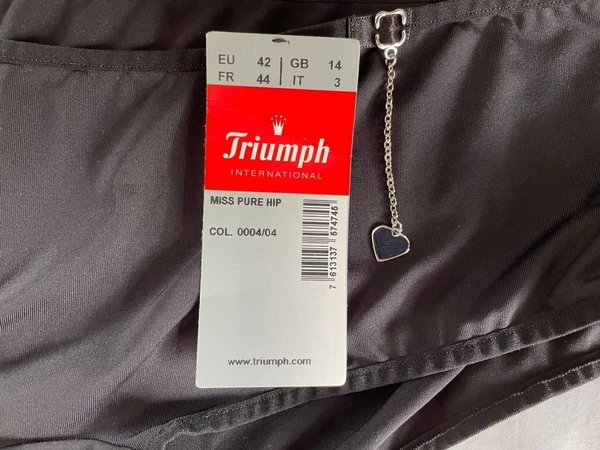 EU 42 GB 14
FR 44 IT 3
Triumph
INTERNATIONAL
MISS PURE HIP
COL. 0004/04
7 613137 574745
www.triumph.com